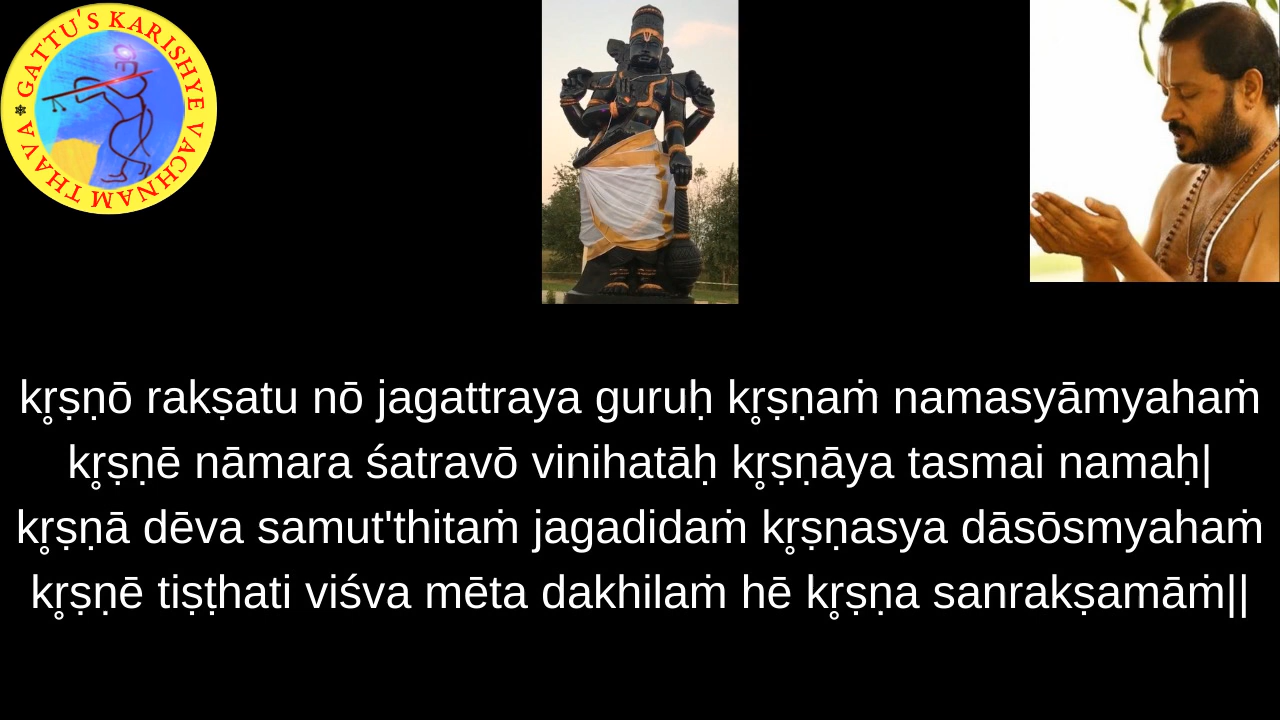 GATTU'S KARISHYE VACHNAM THAVA
kr̥ṣṇō rakṣatu nō jagattraya guruḥ kr̥ṣṇaṁ namasyāmyahaṁ
kr̥ṣṇē nāmara śatravō vinihatāḥ kr̥ṣṇāya tasmai namaḥ|
kr̥ṣṇā dēva samut'thitaṁ jagadidaṁ kr̥ṣṇasya dāsōsmyahaṁ
kr̥ṣṇē tiṣṭhati viśva mēta dakhilaṁ hē kr̥ṣṇa sanrakṣamāṁ||